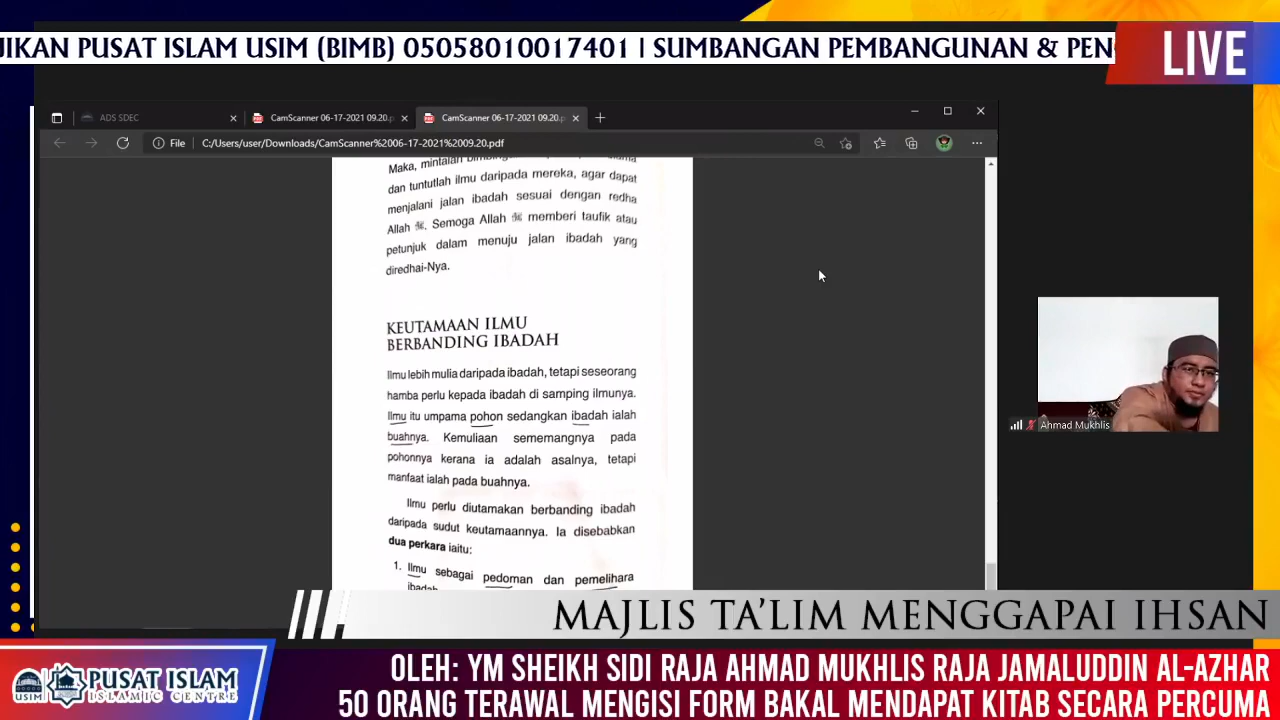 JIKAN PUSAT ISLAM USIM (BIMB) 05058010017401 | SUMBANGAN PEMBANGUNAN & PEN
LIVE
ADS SDEC
CamScanner 06-17-2021 09.20.p
CamScanner 06-17-2021 09.20.p
File
C:/Users/user/Downloads/CamScanner%2006-17-2021%2009.20.pdf
Maka, mintalah
dan tuntutlah ilmu daripada mereka, agar dapat
menjalani jalan ibadah sesuai dengan redha
Allah ﷻ. Semoga Allah ﷻ memberi taufik atau
petunjuk dalam menuju jalan ibadah yang
diredhai-Nya.
KEUTAMAAN ILMU
BERBANDING IBADAH
Ilmu lebih mulia daripada ibadah, tetapi seseorang
hamba perlu kepada ibadah di samping ilmunya.
Ilmu itu umpama pohon sedangkan ibadah ialah
buahnya. Kemuliaan sememangnya pada
pohonnya kerana ia adalah asalnya, tetapi
manfaat ialah pada buahnya.
Ilmu perlu diutamakan berbanding ibadah
daripada sudut keutamaannya. Ia disebabkan
dua perkara iaitu:
1. Ilmu sebagai pedoman dan pemelihara
Ahmad Mukhlis
MAJLIS TA'LIM MENGGAPAI IHSAN
USIM
PUSAT ISLAM
ISLAMIC CENTRE
OLEH: YM SHEIKH SIDI RAJA AHMAD MUKHLIS RAJA JAMALUDDIN AL-AZHAR
50 ORANG TERAWAL MENGISI FORM BAKAL MENDAPAT KITAB SECARA PERCUMA